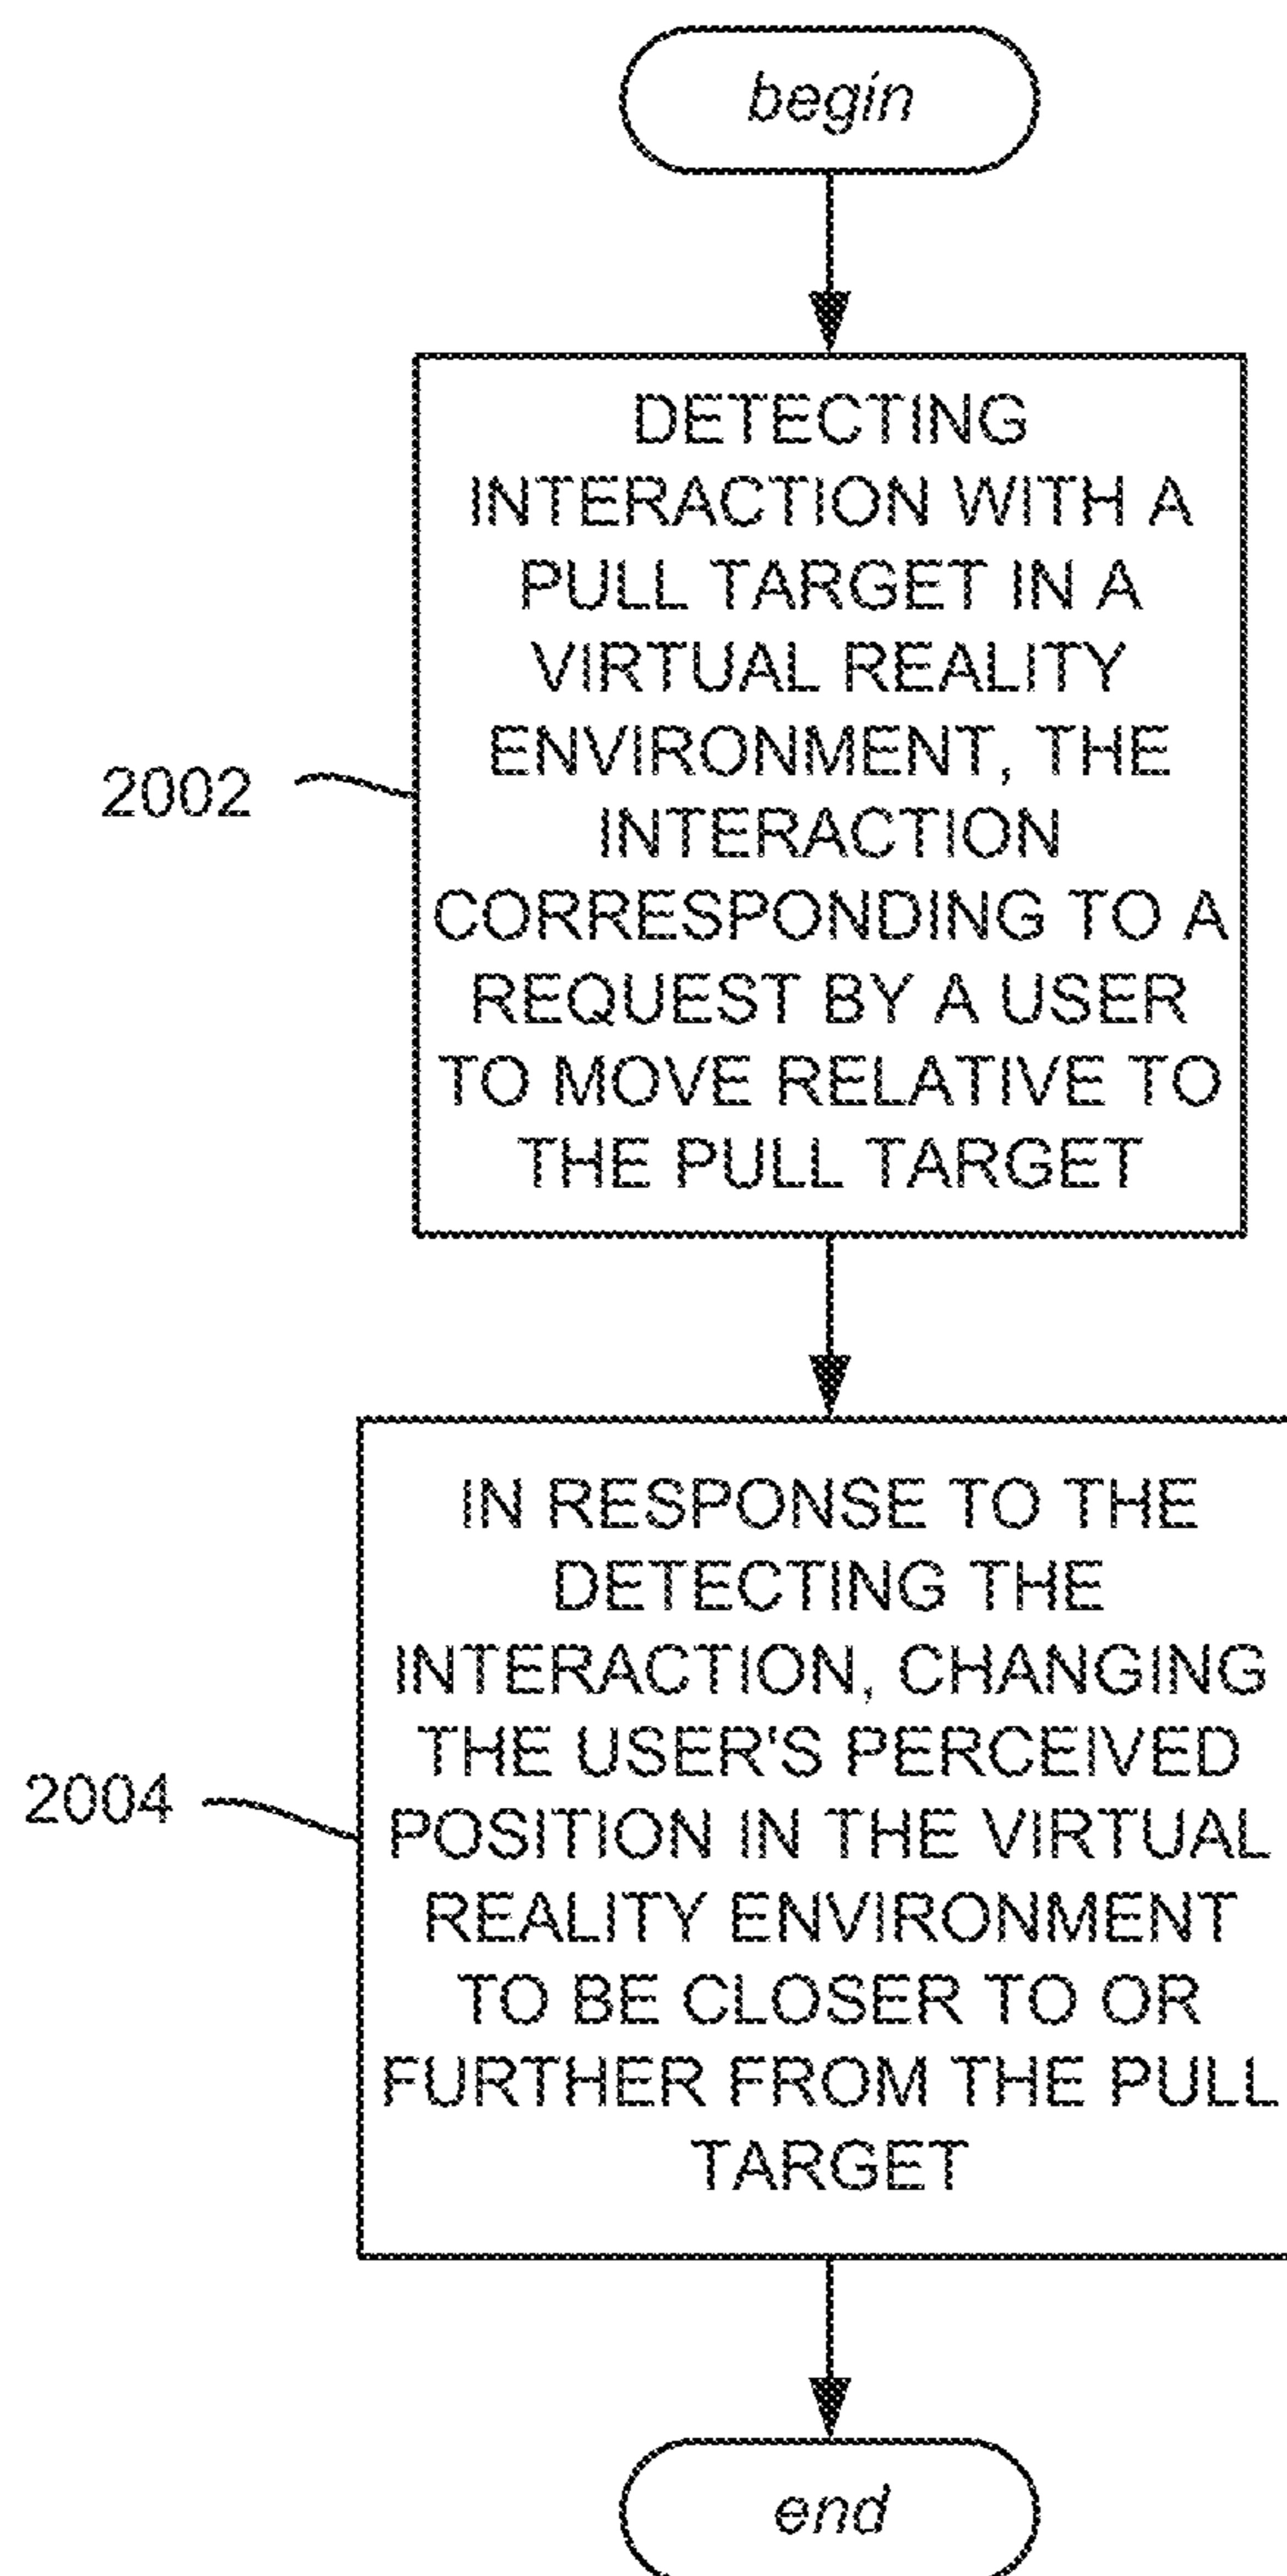 begin
DETECTING
INTERACTION WITH A
PULL TARGET IN A
VIRTUAL REALITY
ENVIRONMENT, THE
INTERACTION
CORRESPONDING TO A
REQUEST BY A USER
TO MOVE RELATIVE TO
THE PULL TARGET
2002
IN RESPONSE TO THE
DETECTING THE
INTERACTION, CHANGING
THE USER'S PERCEIVED
POSITION IN THE VIRTUAL
REALITY ENVIRONMENT
TO BE CLOSER TO OR
FURTHER FROM THE PULL
TARGET
2004
end